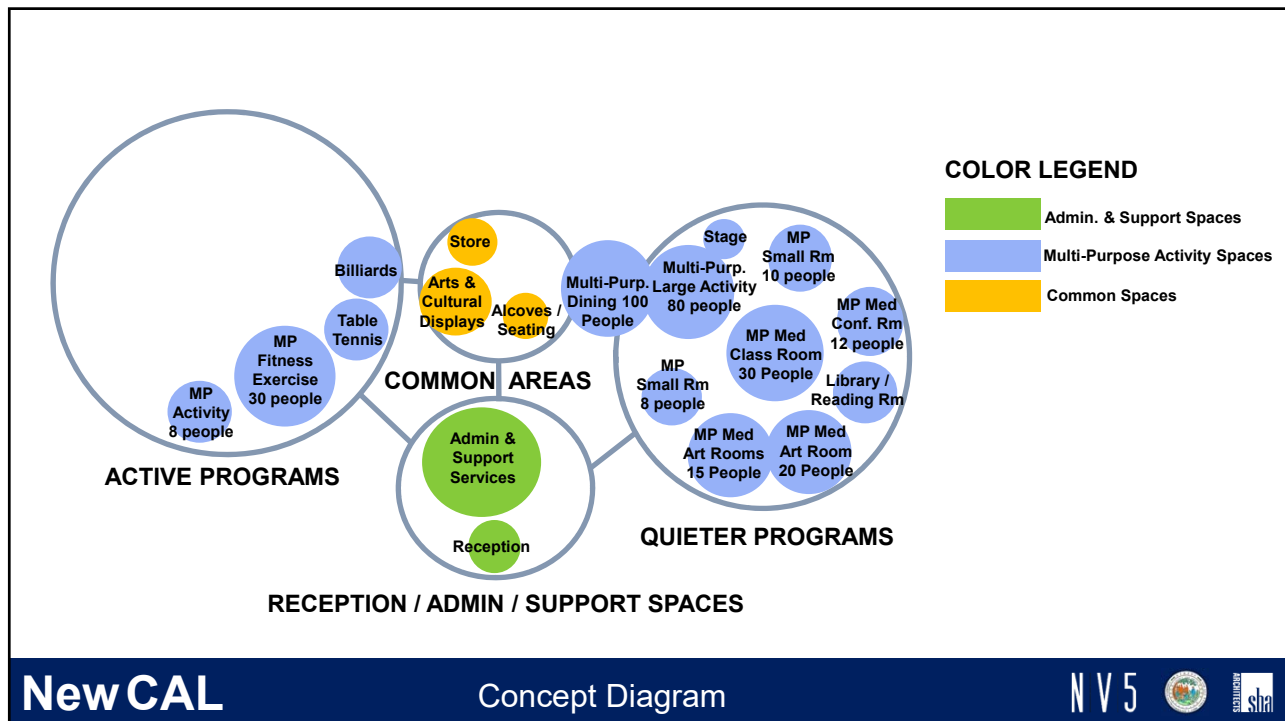 Billiards
Table
Tennis
MP
Fitness
Exercise
30 people
MP
Activity
8 people
ACTIVE PROGRAMS
Store
Arts &
Cultural
Displays
Alcoves /
Seating
COMMON AREAS
Multi-Purp.
Dining 100
People
Stage
Multi-Purp.
Large Activity
80 people
MP
Small Rm
10 people
MP Med
Conf. Rm
12 people
MP Med
Class Room
30 People
MP
Small Rm
8 people
Library /
Reading Rm
MP Med
Art Rooms
15 People
MP Med
Art Room
20 People
QUIETER PROGRAMS
Admin &
Support
Services
Reception
RECEPTION / ADMIN / SUPPORT SPACES
COLOR LEGEND
Admin. & Support Spaces
Multi-Purpose Activity Spaces
Common Spaces
New CAL
Concept Diagram
NV5
ARCHITECTS
sha